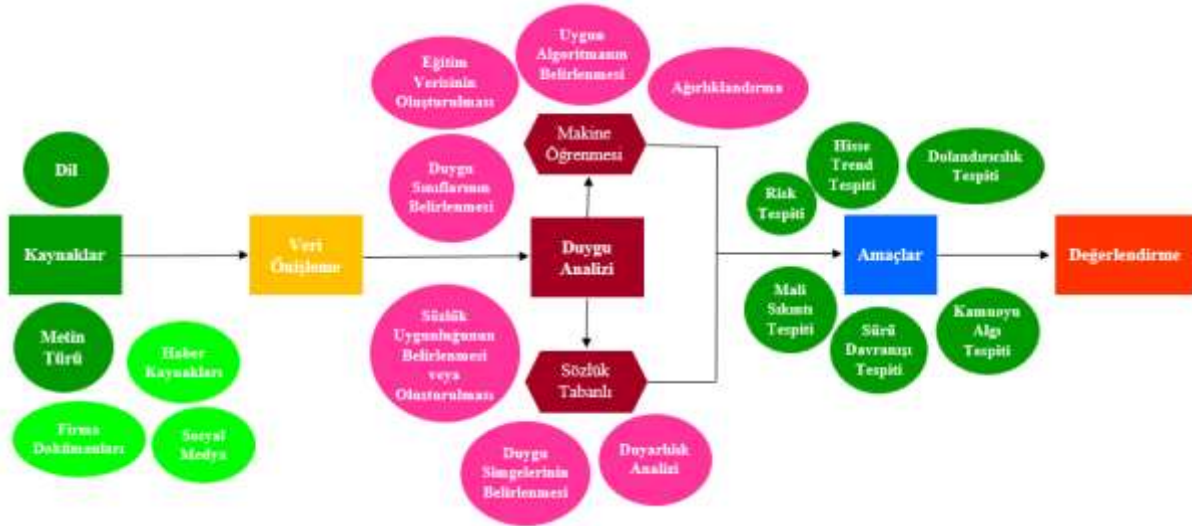 Dil
Kaynaklar
Metin
Türü
Haber
Kaynakları
Firma
Dokümanları
Sosyal
Medya
Veri
Önişleme
Eğitim
Verisinin
Oluşturulması
Uygun
Algoritmanın
Belirlenmesi
Ağırlıklandırma
Makine
Öğrenmesi
Duygu
Sınıflarının
Belirlenmesi
Duygu
Analizi
Sözlük
Uygunluğunun
Belirlenmesi
veya
Oluşturulması
Sözlük
Tabanlı
Duygu
Simgelerinin
Belirlenmesi
Duyarlılık
Analizi
Risk
Tespiti
Hisse
Trend
Tespiti
Dolandırıcılık
Tespiti
Amaçlar
Mali
Sıkıntı
Tespiti
Sürü
Davranışı
Tespiti
Kamuoyu
Algı
Tespiti
Değerlendirme